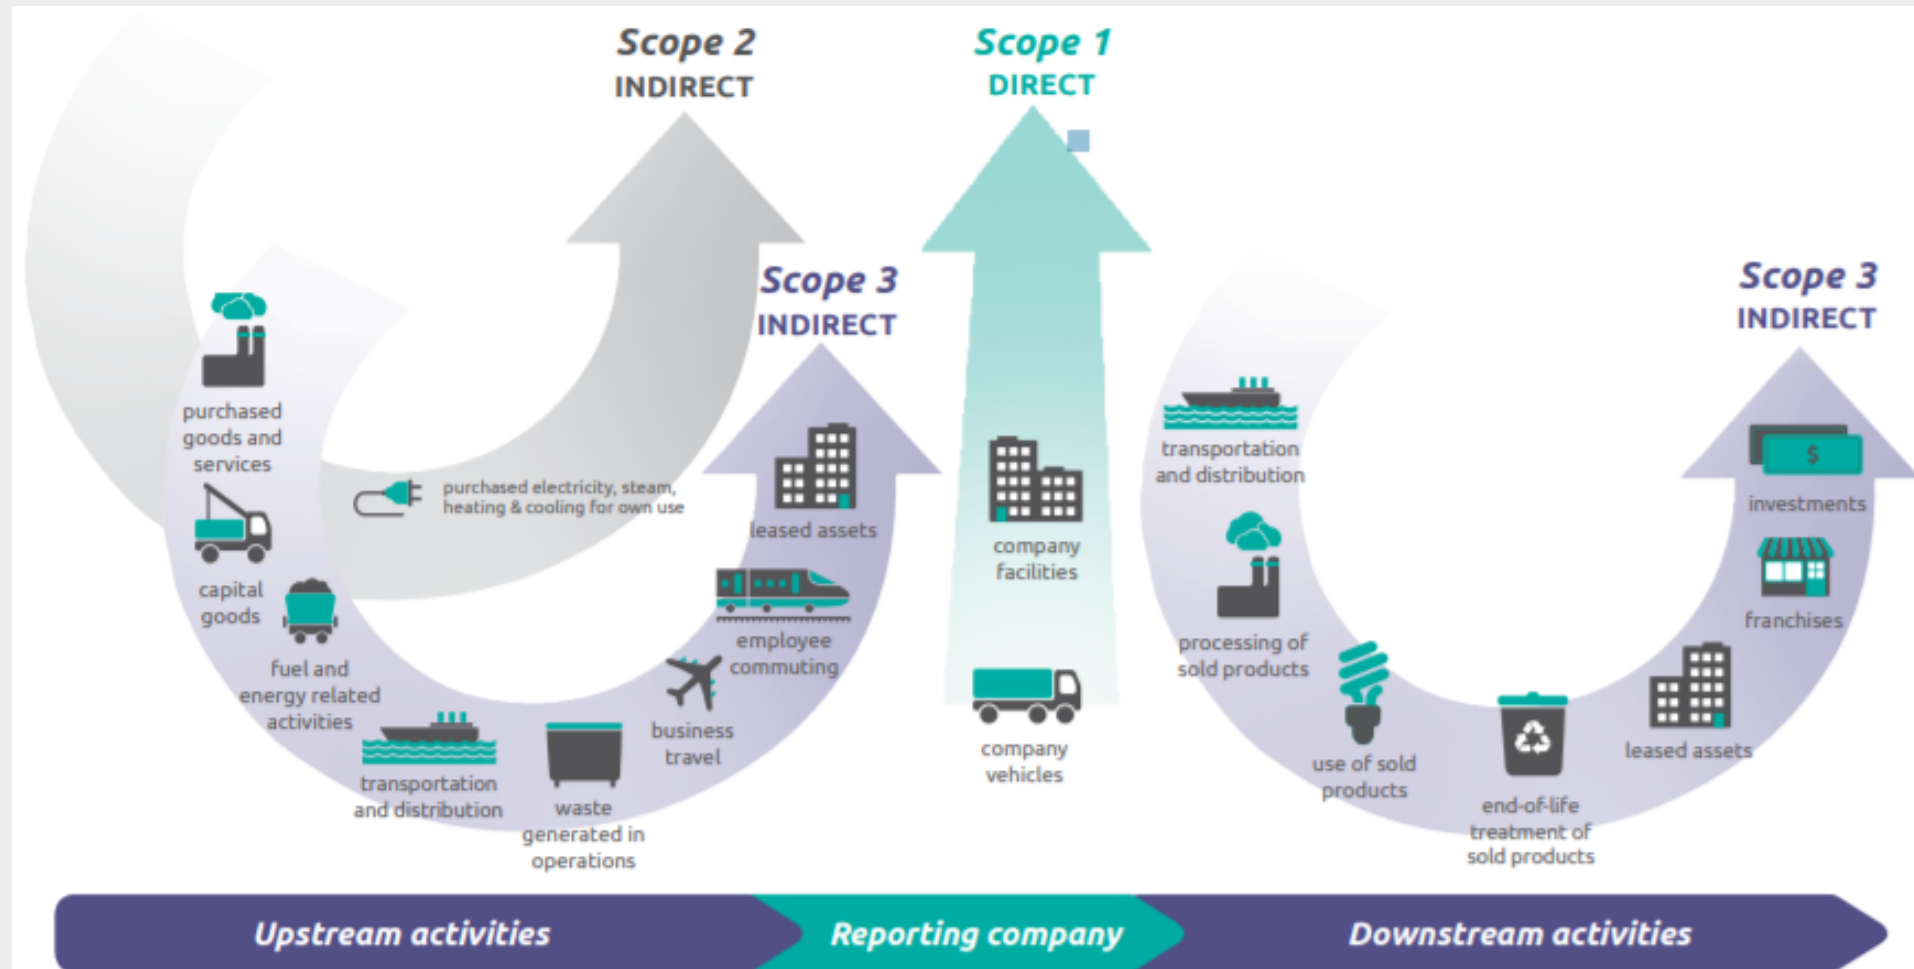 Scope 2
INDIRECT
Scope 1
DIRECT
Scope 3
INDIRECT
Scope 3
INDIRECT
purchased
goods and
services
capital
goods
fuel and
energy related
activities
transportation
and distribution
waste
generated in
operations
business
travel
employee
commuting
leased assets
purchased electricity, steam,
heating & cooling for own use
company
facilities
company
vehicles
transportation
and distribution
processing of
sold products
use of sold
products
end-of-life
treatment of
sold products
leased assets
franchises
$
investments
Upstream activities
Reporting company
Downstream activities